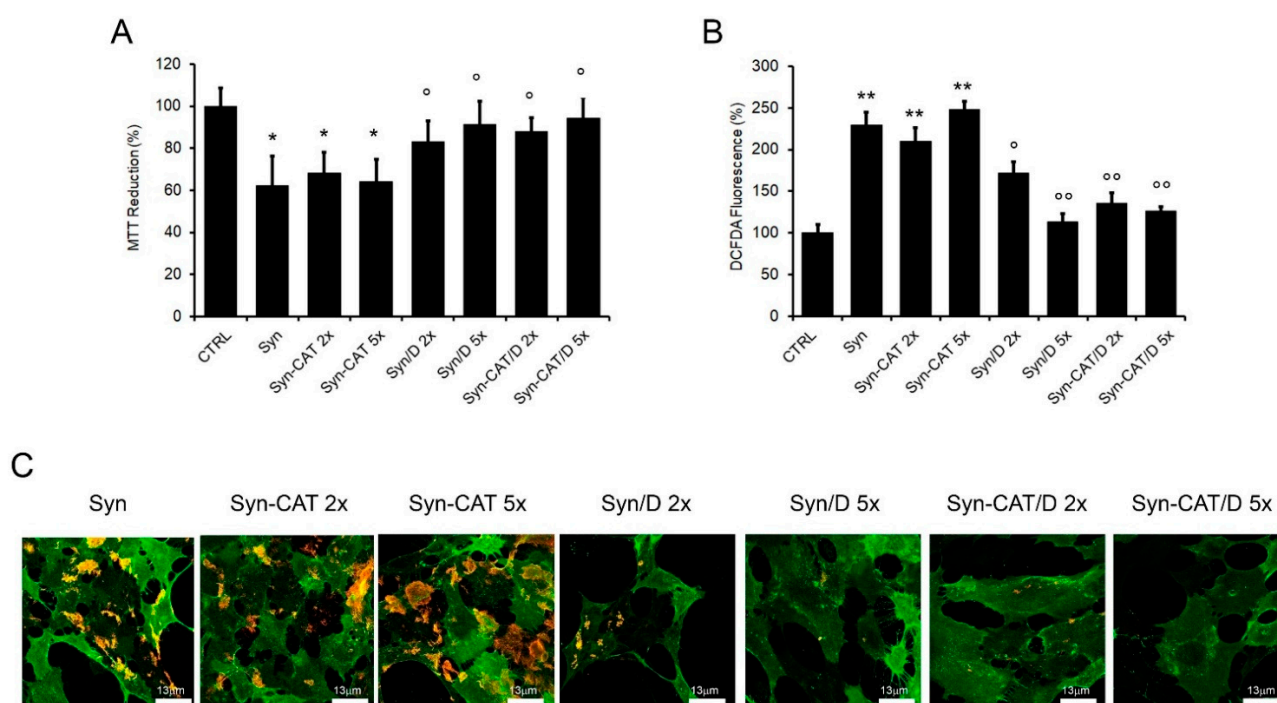 A
MTT Reduction (%)
120
100
80
60
40
20
0
*
*
*
°
°
°
°
CTRL
Syn
Syn-CAT 2x
Syn-CAT 5x
Syn/D 2x
Syn/D 5x
Syn-CAT/D 2x
Syn-CAT/D 5x
B
DCFDA Fluorescence (%)
300
250
200
150
100
50
0
**
**
**
°
°°
°°
°°
CTRL
Syn
Syn-CAT 2x
Syn-CAT 5x
Syn/D 2x
Syn/D 5x
Syn-CAT/D 2x
Syn-CAT/D 5x
C
Syn Syn-CAT 2x Syn-CAT 5x Syn/D 2x Syn/D 5x Syn-CAT/D 2x Syn-CAT/D 5x
13μm 13μm 13μm 13μm 13μm 13μm 13μm